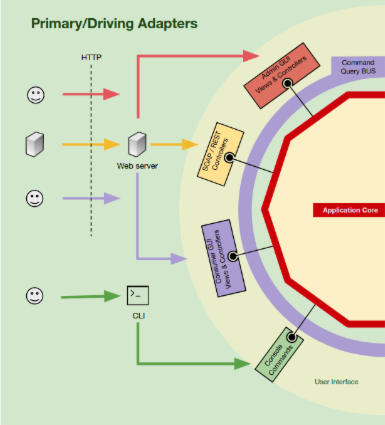 Primary/Driving Adapters
HTTP
Admin GUI
Views & Controllers
Command
Query BUS
SOAP / REST
Controllers
Web server
Application Core
Consumer GUI
Views & Controllers
>_
CLI
Console
Commands
User Interface